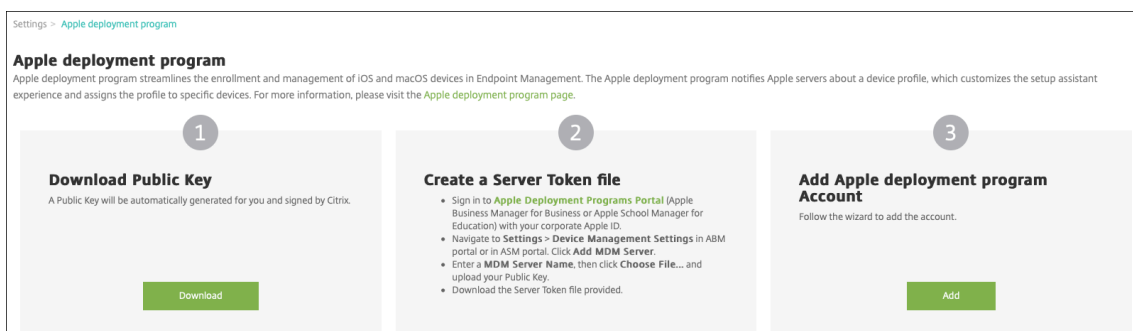 Settings > Apple deployment program
Apple deployment program
Apple deployment program streamlines the enrollment and management of iOS and macOS devices in Endpoint Management. The Apple deployment program notifies Apple servers about a device profile, which customizes the setup assistant
experience and assigns the profile to specific devices. For more information, please visit the Apple deployment program page.
1
Download Public Key
A Public Key will be automatically generated for you and signed by Citrix.
Download
2
Create a Server Token file
• Sign in to Apple Deployment Programs Portal (Apple
Business Manager for Business or Apple School Manager for
Education) with your corporate Apple ID.
• Navigate to Settings > Device Management Settings in ABM
portal or in ASM portal. Click Add MDM Server.
• Enter a MDM Server Name, then click Choose File... and
upload your Public Key.
• Download the Server Token file provided.
3
Add Apple deployment program
Account
Follow the wizard to add the account.
Add